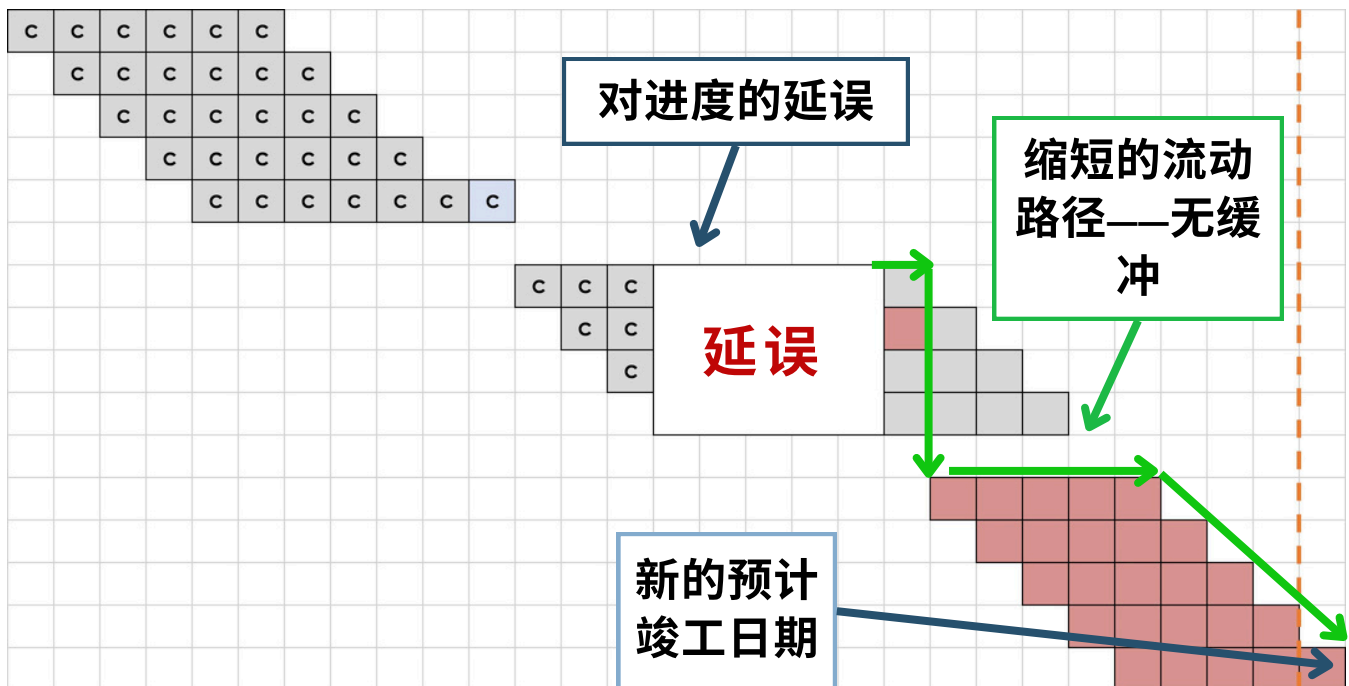 C C C C C C
C C C C C C
对进度的延误
C C C C C C
缩短的流动
路径——无缓
冲
C C C C C C
C C C C C C C
C C C
延误
C C
C
新的预计
竣工日期